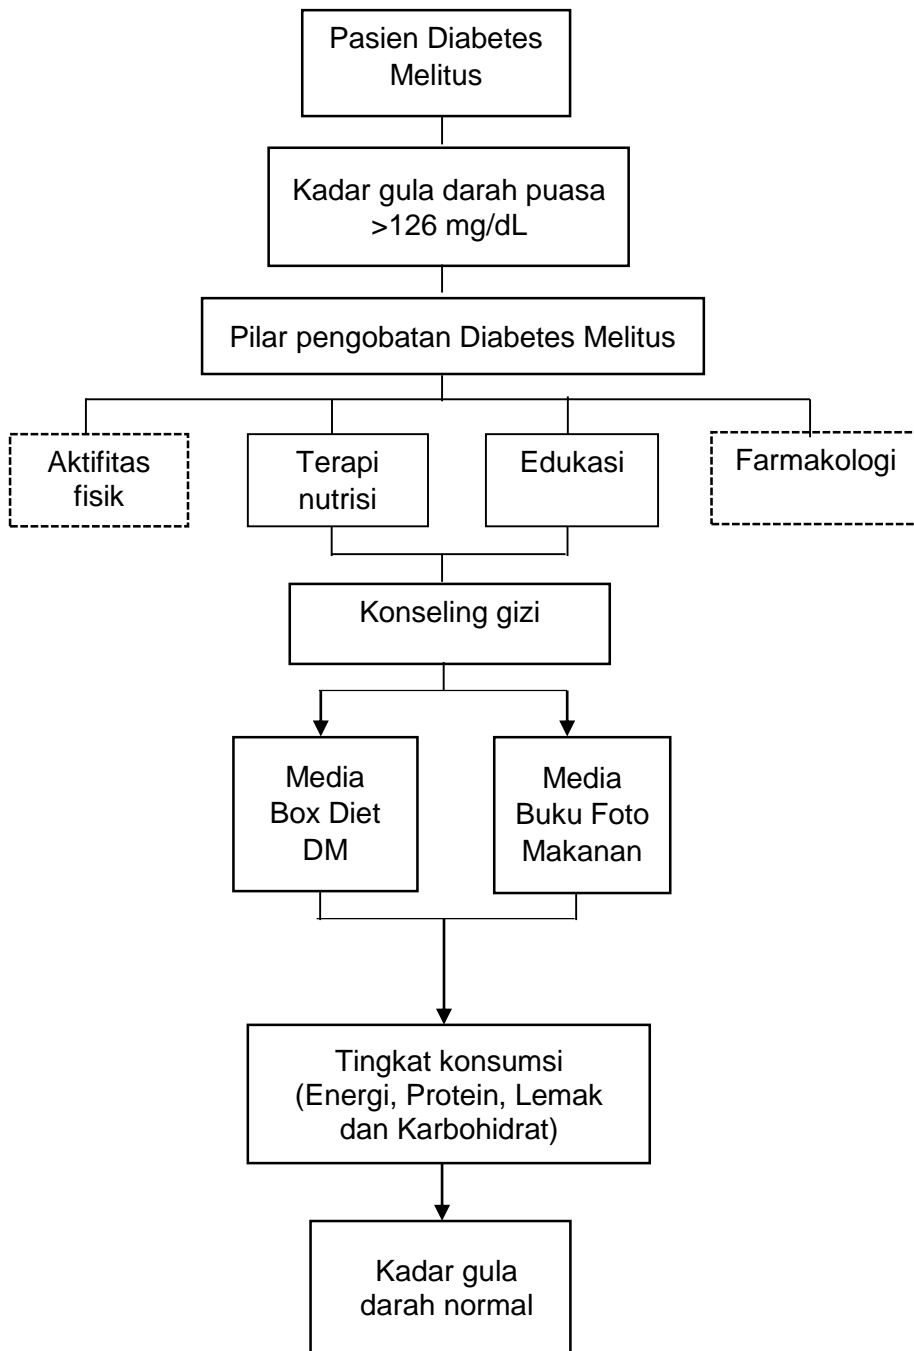 Pasien Diabetes
Melitus
Kadar gula darah puasa
>126 mg/dL
Pilar pengobatan Diabetes Melitus
Aktifitas
fisik
Terapi
nutrisi
Edukasi
Farmakologi
Konseling gizi
Media
Box Diet
DM
Media
Buku Foto
Makanan
Tingkat konsumsi
(Energi, Protein, Lemak
dan Karbohidrat)
Kadar gula
darah normal